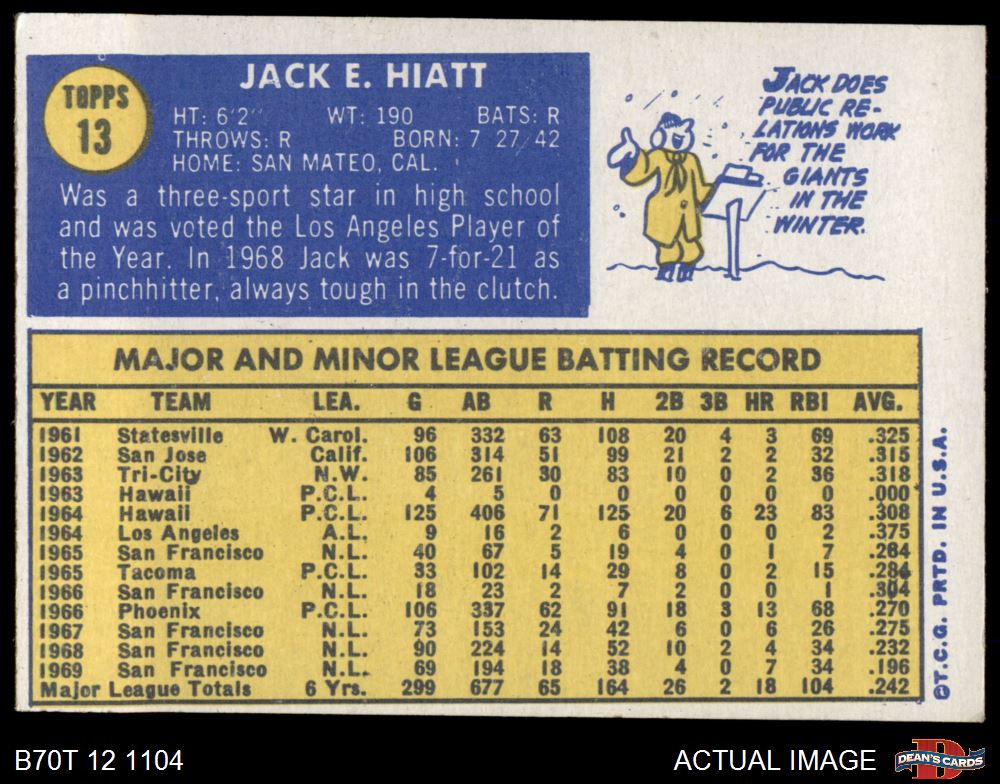 TOPPS
13
JACK E. HIATT
HT: 6'2" WT: 190 BATS: R
THROWS: R BORN: 7 27/42
HOME: SAN MATEO, CAL.
Was a three-sport star in high school
and was voted the Los Angeles Player of
the Year. In 1968 Jack was 7-for-21 as
a pinchhitter, always tough in the clutch.
JACK DOES
PUBLIC RE-
LATIONS WORK
FOR THE
GIANTS
IN THE
WINTER.
MAJOR AND MINOR LEAGUE BATTING RECORD
YEAR TEAM LEA. G AB R H 2B 3B HR RBI AVG.
1961 Statesville W. Carol. 96 332 63 108 20 4 3 69 .325
1962 San Jose Calif. 106 314 51 99 21 2 2 32 .315
1963 Tri-City N.W. 85 261 30 83 10 0 2 36 .318
1963 Hawaii P.C.L. 4 5 0 0 0 0 0 0 .000
1964 Hawaii P.C.L. 125 406 71 125 20 6 23 83 .308
1964 Los Angeles A.L. 9 16 2 6 0 0 0 2 .375
1965 San Francisco N.L. 40 67 5 19 4 0 1 7 .284
1965 Tacoma P.C.L. 33 102 14 29 8 0 2 15 .284
1966 San Francisco N.L. 18 23 2 7 2 0 0 1 .304
1966 Phoenix P.C.L. 106 337 62 91 18 3 13 68 .270
1967 San Francisco N.L. 73 153 24 42 6 0 6 26 .275
1968 San Francisco N.L. 90 224 14 52 10 2 4 34 .232
1969 San Francisco N.L. 69 194 18 38 4 0 7 34 .196
Major League Totals 6 Yrs. 299 677 65 164 26 2 18 104 .242
©T.C.G. PRTD. IN U.S.A.
B70T 12 1104
ACTUAL IMAGE
D
DEAN'S CARDS